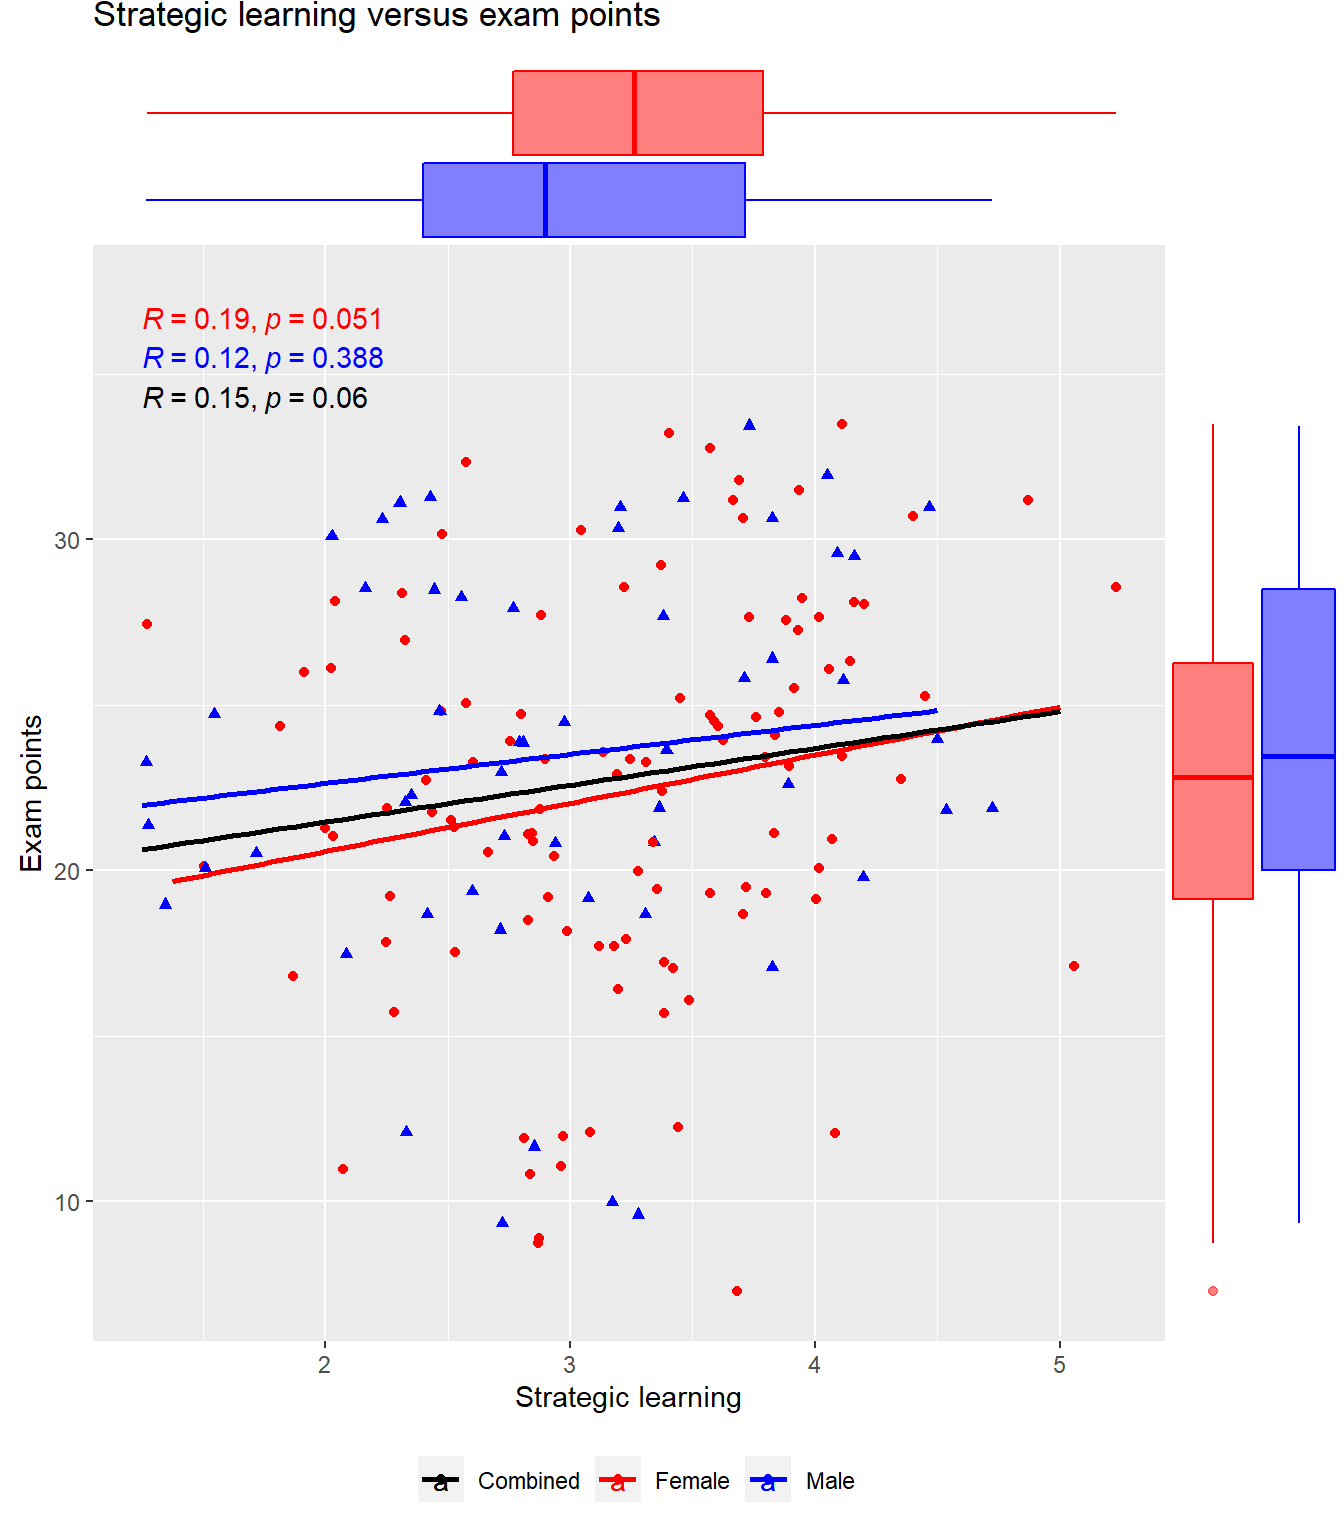 Strategic learning versus exam points
R = 0.19, p = 0.051
R = 0.12, p = 0.388
R = 0.15, p = 0.06
30
20
10
Exam points
2 3 4 5
Strategic learning
a Combined a Female a Male